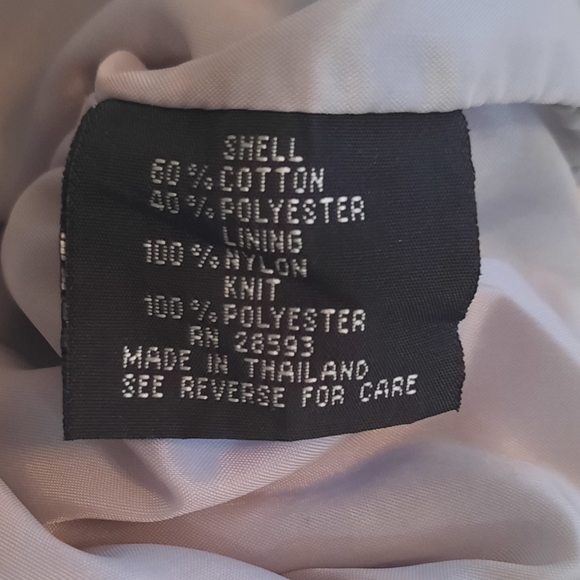 SHELL
60% COTTON
40% POLYESTER
LINING
100% NYLON
KNIT
100% POLYESTER
RN 28593
MADE IN THAILAND
SEE REVERSE FOR CARE